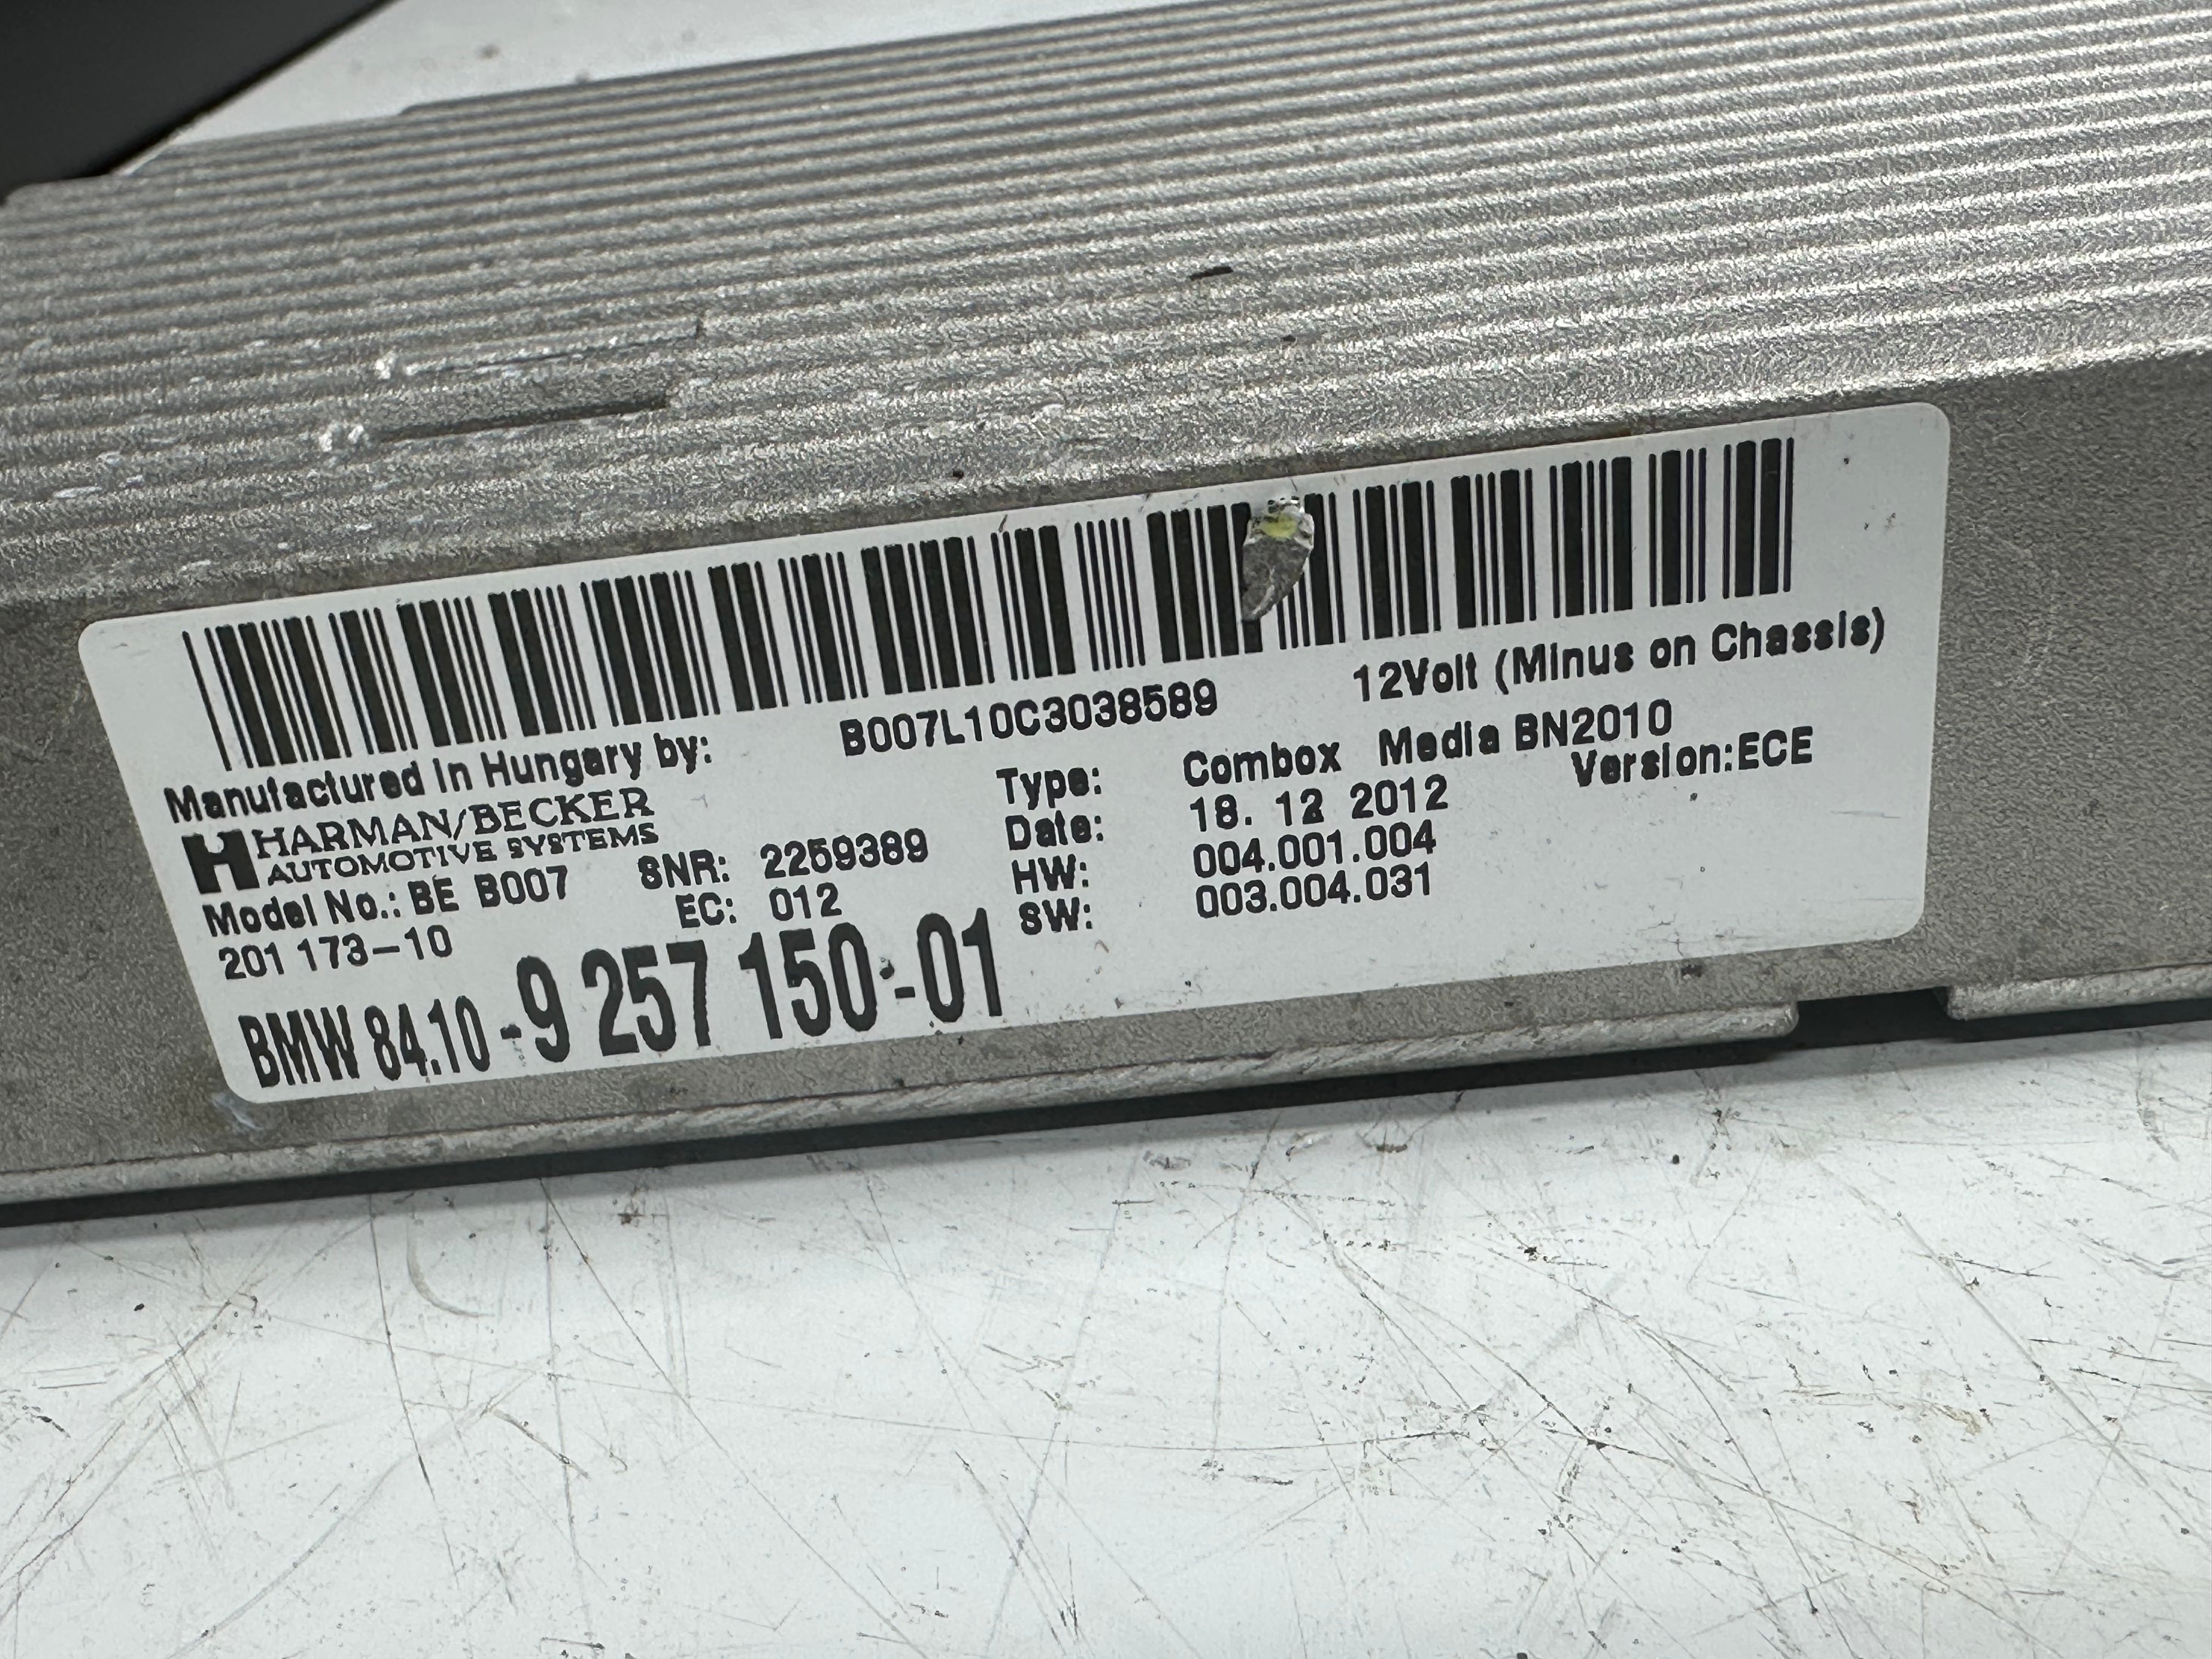 B007L10C3038589
12Volt (Minus on Chassis)
Manufactured in Hungary by:
HARMAN/BECKER
AUTOMOTIVE SYSTEMS
Model No.: BE B007
201 173-10
SNR: 2259389
EC: 012
Type: Combox Media BN2010
Date: 18. 12 2012
Version:ECE
HW: 004.001.004
SW: 003.004.031
BMW 84.10-9 257 150:-01